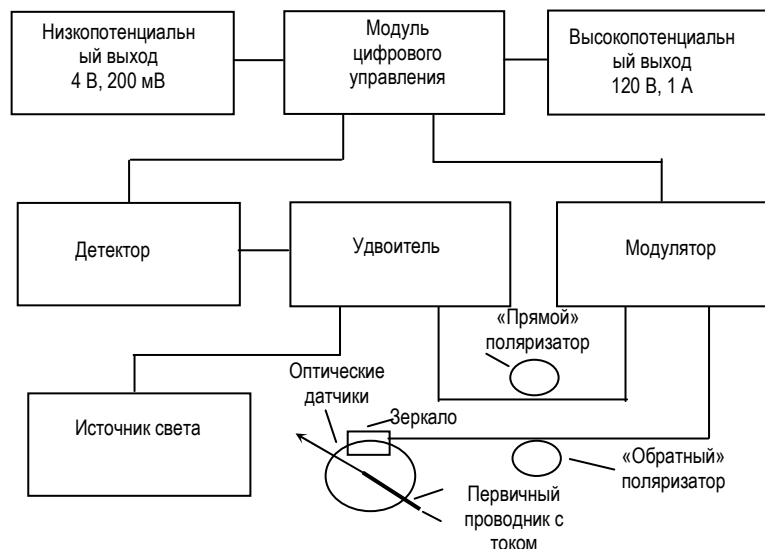 Низкопотенциальн
ый выход
4 В, 200 мВ
Модуль
цифрового
управления
Высокопотенциальн
ый выход
120 В, 1 А
Детектор
Удвоитель
Модулятор
«Прямой»
поляризатор
Оптические
датчики
Источник света
Зеркало
«Обратный»
поляризатор
Первичный
проводник с
током